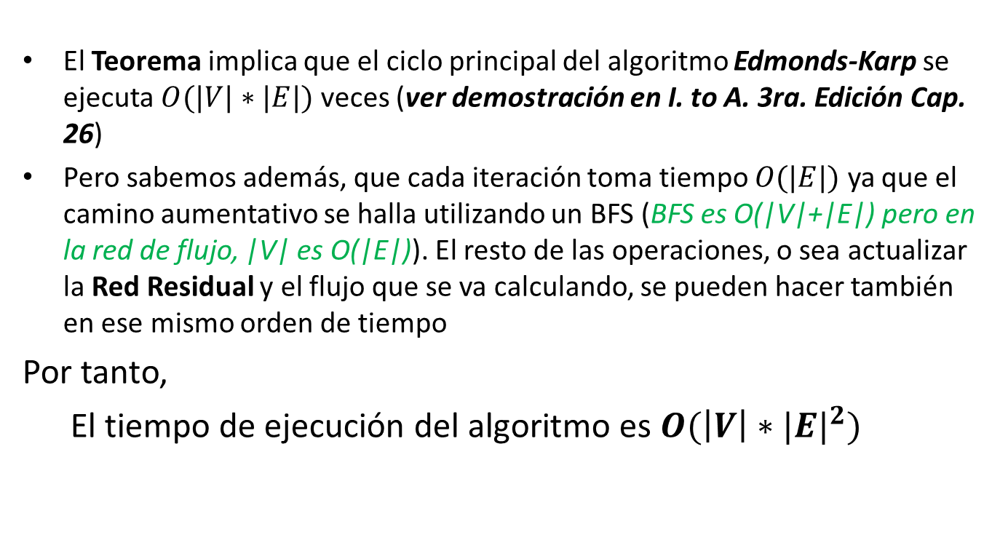 • El Teorema implica que el ciclo principal del algoritmo Edmonds-Karp se
ejecuta O(|V| ∗ |E|) veces (ver demostración en I. to A. 3ra. Edición Cap.
26)
• Pero sabemos además, que cada iteración toma tiempo O(|E|) ya que el
camino aumentativo se halla utilizando un BFS (BFS es O(|V|+|E|) pero en
la red de flujo, |V| es O(|E|)). El resto de las operaciones, o sea actualizar
la Red Residual y el flujo que se va calculando, se pueden hacer también
en ese mismo orden de tiempo
Por tanto,
El tiempo de ejecución del algoritmo es O(|V| ∗ |E|²)